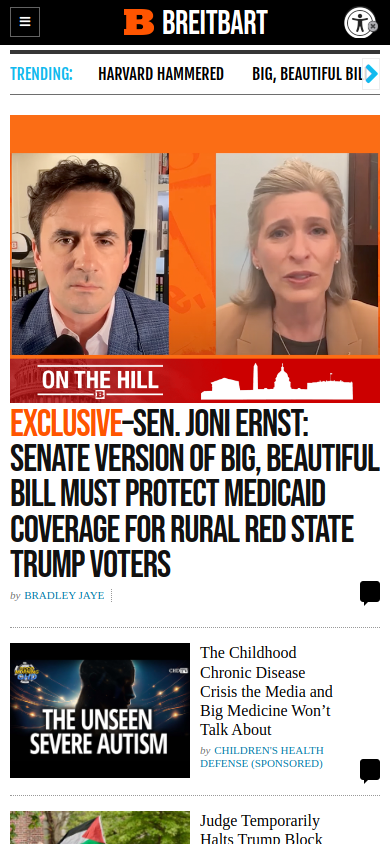 BREITBART
TRENDING:
HARVARD HAMMERED
BIG, BEAUTIFUL BIL
ON THE HILL
EXCLUSIVE–SEN. JONI ERNST:
SENATE VERSION OF BIG, BEAUTIFUL
BILL MUST PROTECT MEDICAID
COVERAGE FOR RURAL RED STATE
TRUMP VOTERS
by BRADLEY JAYE
THE UNSEEN
SEVERE AUTISM
The Childhood
Chronic Disease
Crisis the Media and
Big Medicine Won’t
Talk About
by CHILDREN'S HEALTH
DEFENSE (SPONSORED)
Judge Temporarily
Halts Trump Block